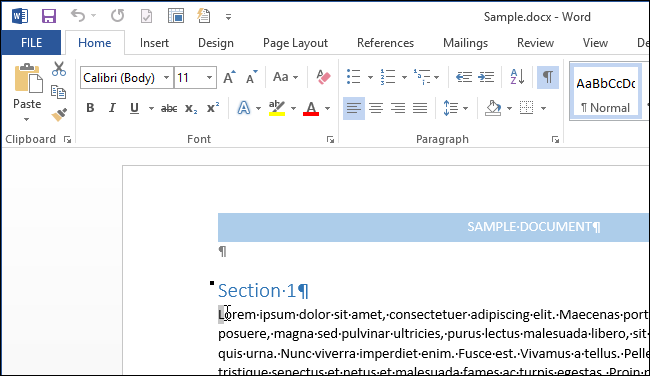 Sample.docx - Word
FILE Home Insert Design Page Layout References Mailings Review View De
Paste
Calibri (Body) 11 A A Aa A
B I U abc X₂ X² A ab A
A Z ¶
AaBbCcDc
¶ Normal
Clipboard Font Paragraph
SAMPLE·DOCUMENT¶
¶
Section·1¶
Lorem·ipsum·dolor·sit·amet,·consectetuer·adipiscing·elit.·Maecenas·port
posuere,·magna·sed·pulvinar·ultricies,·purus·lectus·malesuada·libero,·sit·
quis·urna.·Nunc·viverra·imperdiet·enim.·Fusce·est.·Vivamus·a·tellus.·Pelle
tristique·senectus·et·netus·et·malesuada·fames·ac·turpis·egestas.·Proin·p